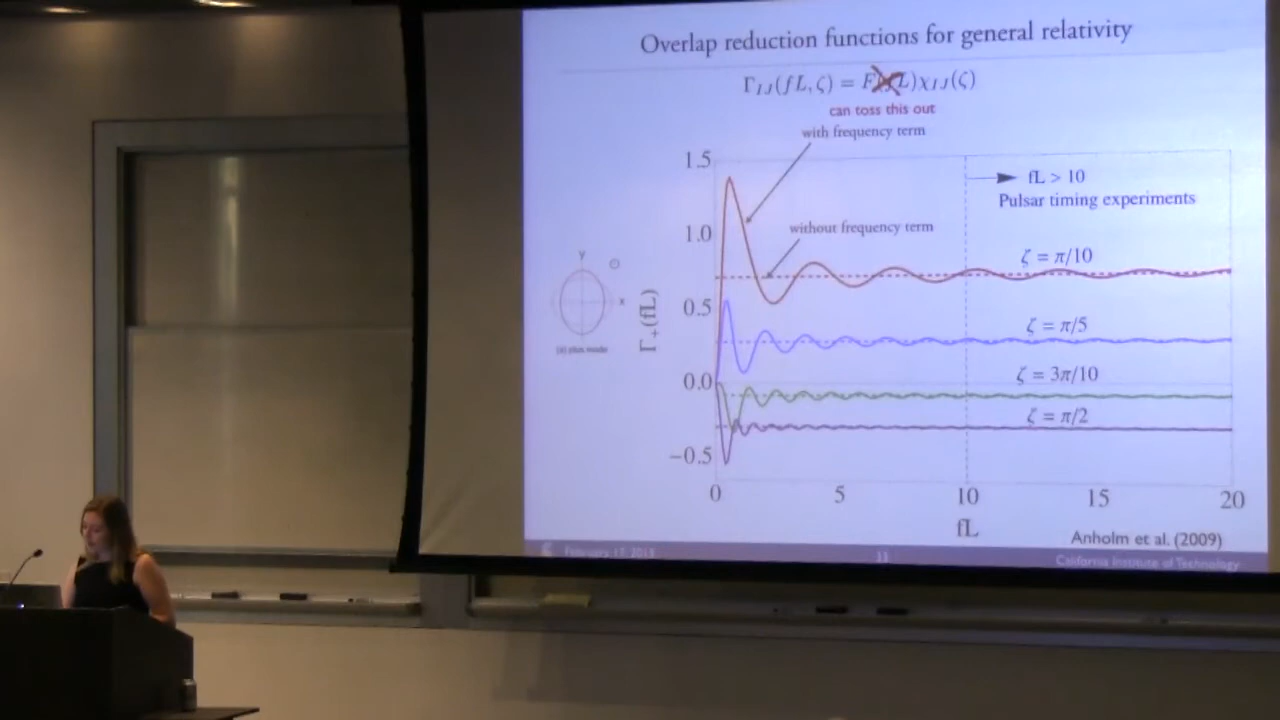 Overlap reduction functions for general relativity
Γ_IJ(fL, ζ) = F(fL)χ_IJ(ζ)
can toss this out
with frequency term
1.5
fL > 10
Pulsar timing experiments
without frequency term
1.0
ζ = π/10
y
x
(a) plus mode
Γ₊(fL)
0.5
ζ = π/5
0.0
ζ = 3π/10
ζ = π/2
−0.5
0 5 10 15 20
fL
Anholm et al. (2009)
11
California Institute of Technology